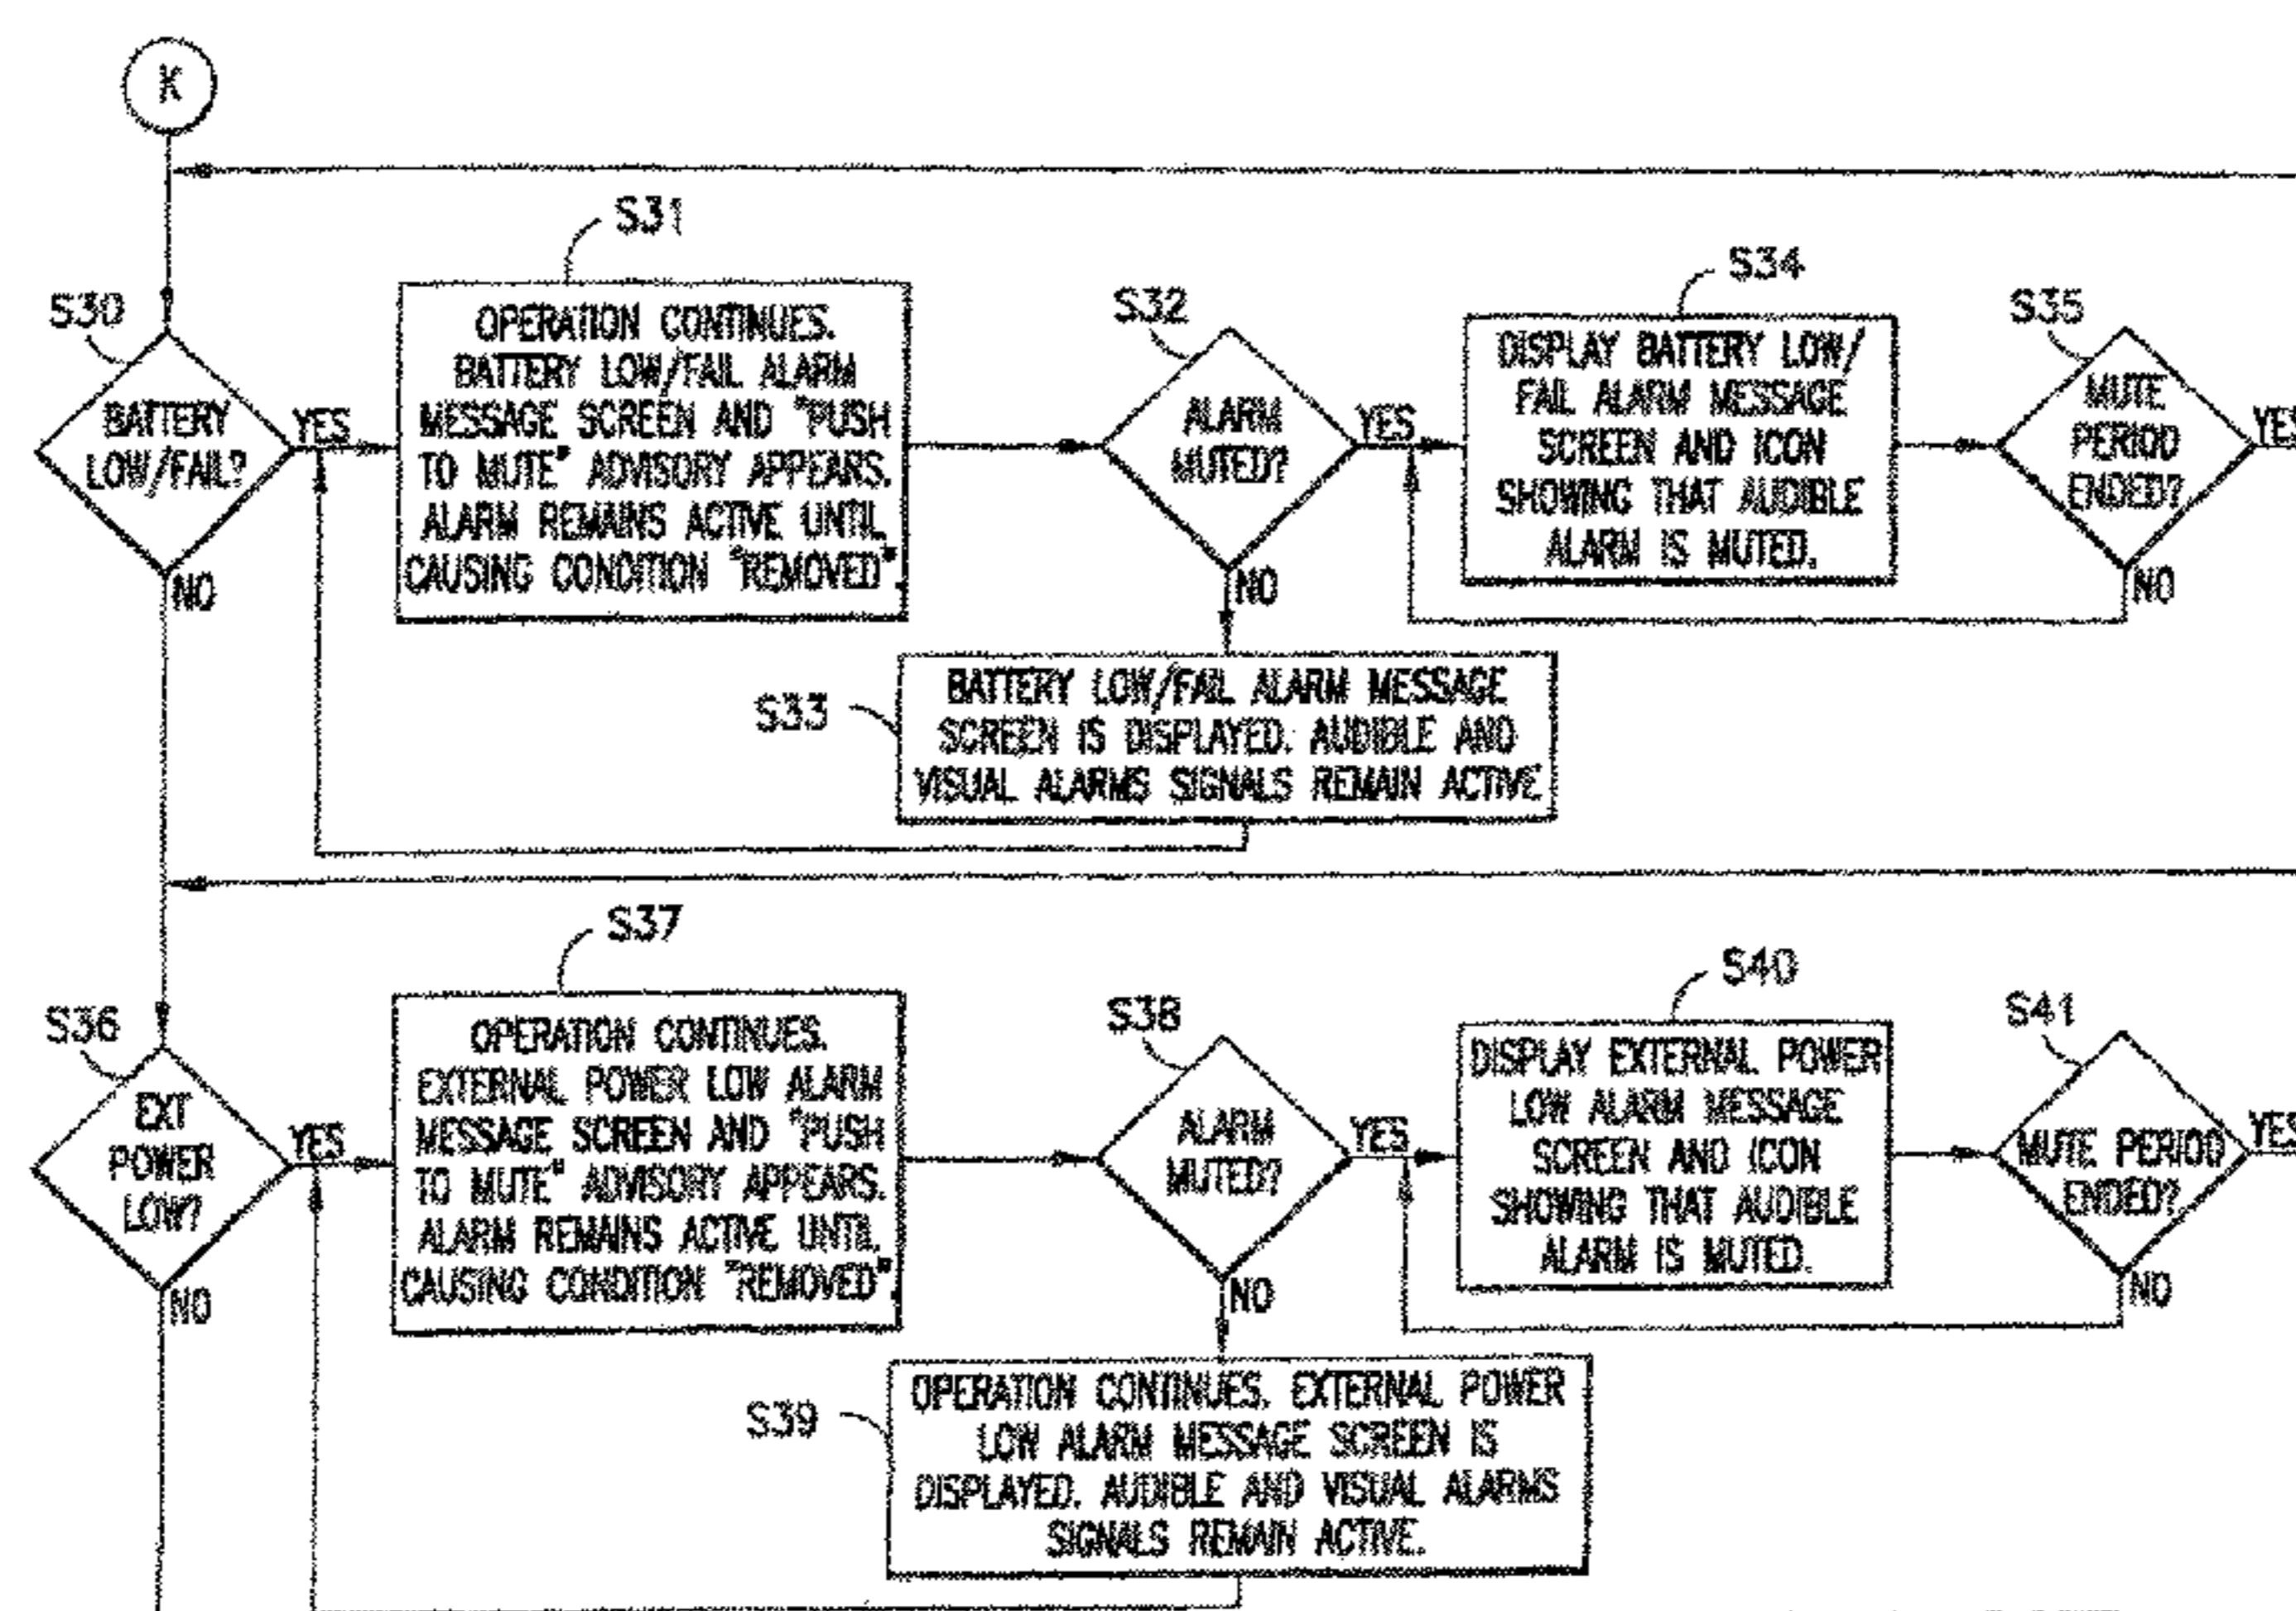 K
S30
BATTERY
LOW/FAIL?
YES
NO
S31
OPERATION CONTINUES.
BATTERY LOW/FAIL ALARM
MESSAGE SCREEN AND "PUSH
TO MUTE" ADVISORY APPEARS.
ALARM REMAINS ACTIVE UNTIL
CAUSING CONDITION "REMOVED".
S32
ALARM
MUTED?
YES
NO
S34
DISPLAY BATTERY LOW/
FAIL ALARM MESSAGE
SCREEN AND ICON
SHOWING THAT AUDIBLE
ALARM IS MUTED.
S35
MUTE
PERIOD
ENDED?
YES
NO
S33
BATTERY LOW/FAIL ALARM MESSAGE
SCREEN IS DISPLAYED. AUDIBLE AND
VISUAL ALARMS SIGNALS REMAIN ACTIVE
S36
EXT
POWER
LOW?
YES
NO
S37
OPERATION CONTINUES.
EXTERNAL POWER LOW ALARM
MESSAGE SCREEN AND "PUSH
TO MUTE" ADVISORY APPEARS.
ALARM REMAINS ACTIVE UNTIL
CAUSING CONDITION "REMOVED".
S38
ALARM
MUTED?
YES
NO
S40
DISPLAY EXTERNAL POWER
LOW ALARM MESSAGE
SCREEN AND ICON
SHOWING THAT AUDIBLE
ALARM IS MUTED.
S41
MUTE PERIOD
ENDED?
YES
NO
S39
OPERATION CONTINUES. EXTERNAL POWER
LOW ALARM MESSAGE SCREEN IS
DISPLAYED. AUDIBLE AND VISUAL ALARMS
SIGNALS REMAIN ACTIVE.